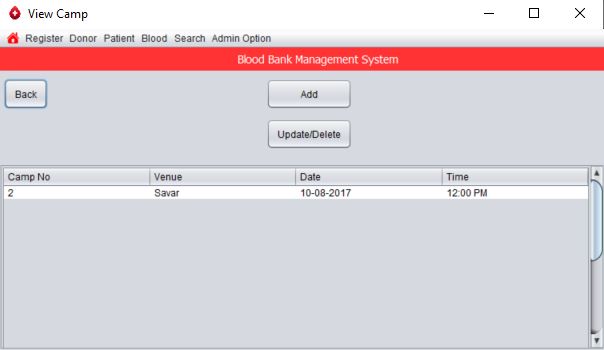 View Camp
Register Donor Patient Blood Search Admin Option
Blood Bank Management System
Back
Add
Update/Delete
Camp No Venue Date Time
2 Savar 10-08-2017 12:00 PM